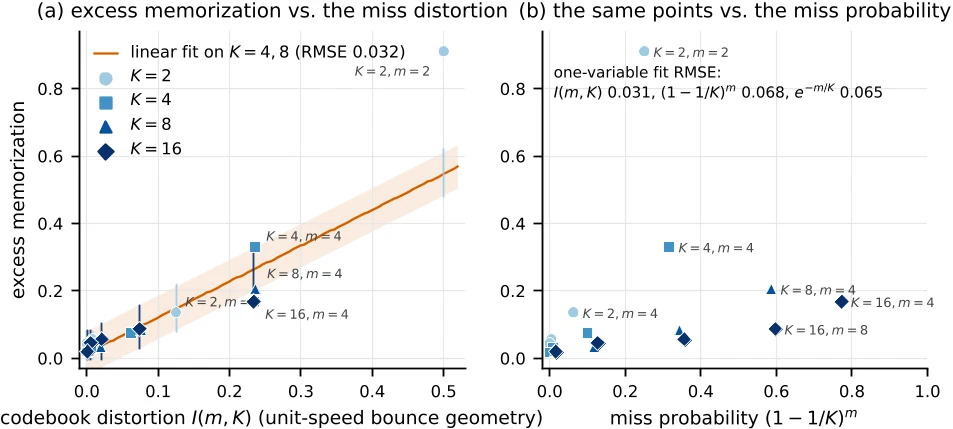 (a) excess memorization vs. the miss distortion
linear fit on K = 4, 8 (RMSE 0.032)
K = 2
K = 4
K = 8
K = 16
K = 2, m = 2
K = 4, m = 4
K = 8, m = 4
K = 2, m =
K = 16, m = 4
excess memorization
0.8
0.6
0.4
0.2
0.0
0.0 0.1 0.2 0.3 0.4 0.5
codebook distortion I(m, K) (unit-speed bounce geometry)
(b) the same points vs. the miss probability
K = 2, m = 2
one-variable fit RMSE:
I(m, K) 0.031, (1 − 1/K)^m 0.068, e^{−m/K} 0.065
K = 4, m = 4
K = 8, m = 4
K = 16, m = 4
K = 2, m = 4
K = 16, m = 8
0.8
0.6
0.4
0.2
0.0
0.0 0.2 0.4 0.6 0.8 1.0
miss probability (1 − 1/K)^m